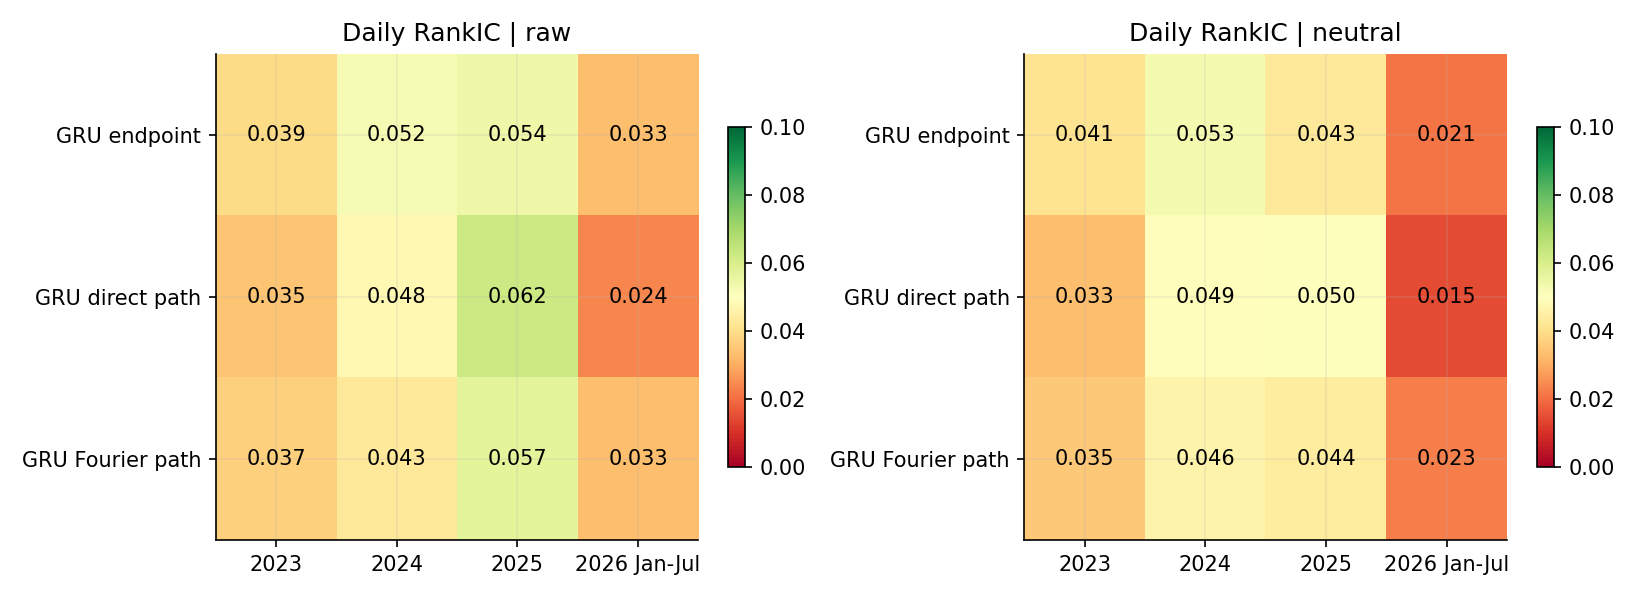 Daily RankIC | raw
GRU endpoint
0.039 0.052 0.054 0.033
GRU direct path
0.035 0.048 0.062 0.024
GRU Fourier path
0.037 0.043 0.057 0.033
2023 2024 2025 2026 Jan-Jul
0.10
0.08
0.06
0.04
0.02
0.00
Daily RankIC | neutral
GRU endpoint
0.041 0.053 0.043 0.021
GRU direct path
0.033 0.049 0.050 0.015
GRU Fourier path
0.035 0.046 0.044 0.023
2023 2024 2025 2026 Jan-Jul
0.10
0.08
0.06
0.04
0.02
0.00